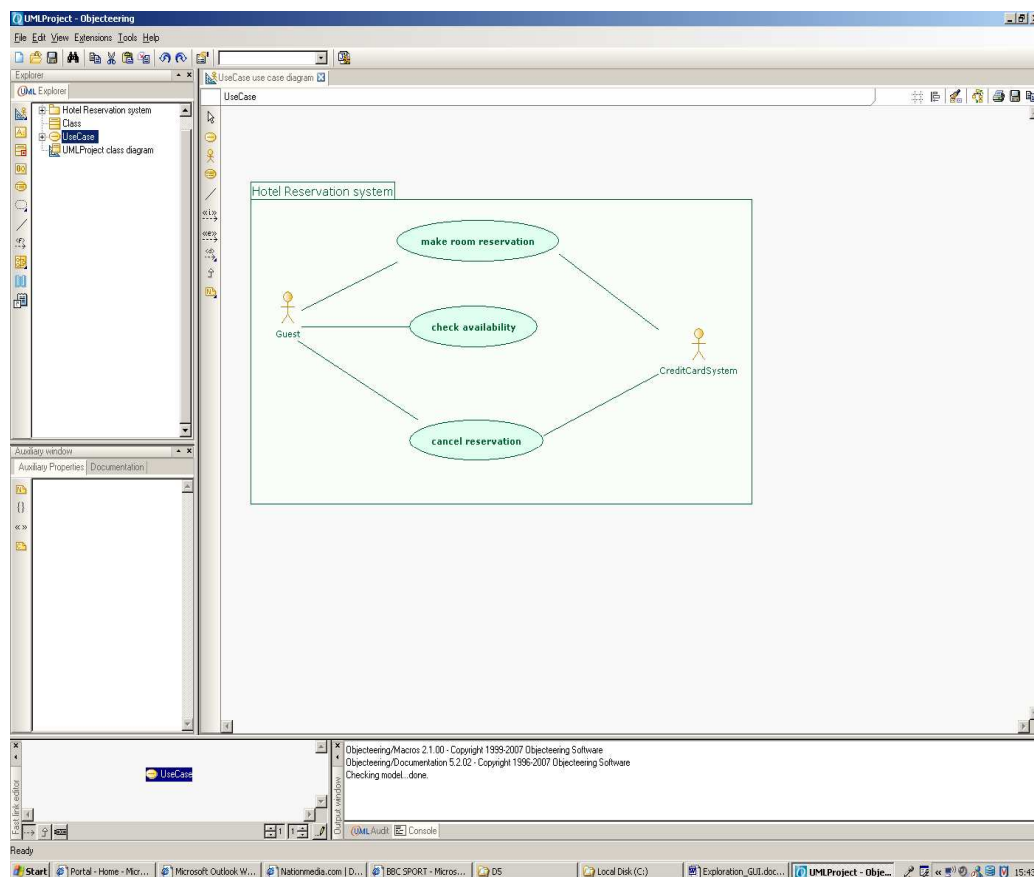 UMLProject - Objecteering
File Edit View Extensions Tools Help
Explorer
UML Explorer
Hotel Reservation system
Class
UseCase
UMLProject class diagram
UseCase use case diagram
UseCase
«i»
«e»
Hotel Reservation system
make room reservation
check availability
cancel reservation
Guest
CreditCardSystem
Auxiliary window
Auxiliary Properties Documentation
{}
« »
Fast link editor
UseCase
1 1
Output window
Objecteering/Macros 2.1.00 - Copyright 1999-2007 Objecteering Software
Objecteering/Documentation 5.2.02 - Copyright 1996-2007 Objecteering Software
Checking model...done.
UML Audit Console
Ready
Start Portal - Home - Micr... Microsoft Outlook W... Nationmedia.com | D... BBC SPORT - Micros... D5 Local Disk (C:) Exploration_GUI.doc... UMLProject - Obje...